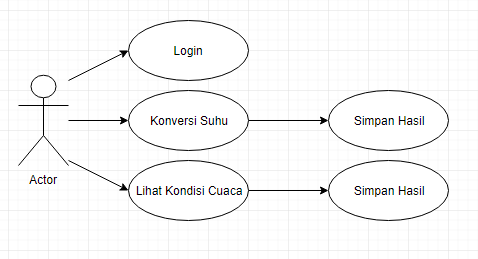 Login
Konversi Suhu
Simpan Hasil
Actor
Lihat Kondisi Cuaca
Simpan Hasil